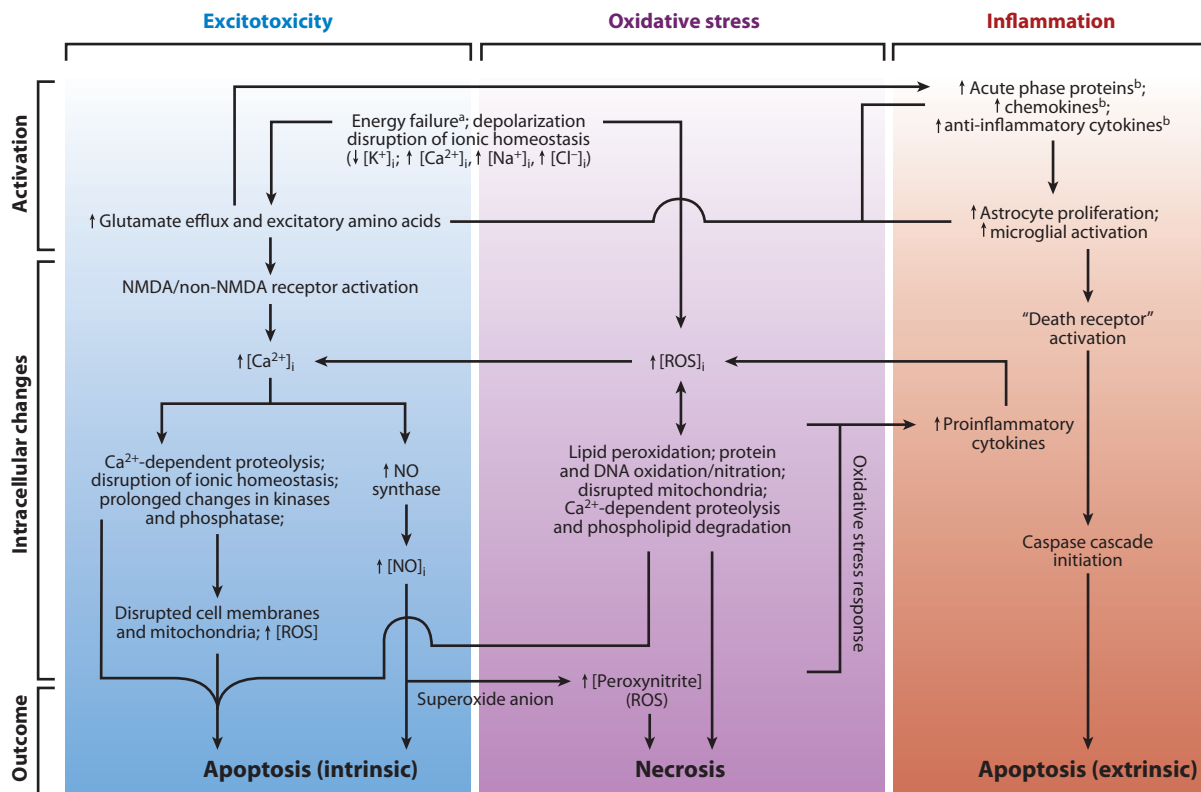 Excitotoxicity
Oxidative stress
Inflammation
Activation
Intracellular changes
Outcome
Energy failureᵃ; depolarization
disruption of ionic homeostasis
(↓ [K⁺]ᵢ; ↑ [Ca²⁺]ᵢ, ↑ [Na⁺]ᵢ, ↑ [Cl⁻]ᵢ)
↑ Acute phase proteinsᵇ;
↑ chemokinesᵇ;
↑ anti-inflammatory cytokinesᵇ
↑ Glutamate efflux and excitatory amino acids
↑ Astrocyte proliferation;
↑ microglial activation
NMDA/non-NMDA receptor activation
"Death receptor"
activation
↑ [Ca²⁺]ᵢ
↑ [ROS]ᵢ
↑ Proinflammatory
cytokines
Ca²⁺-dependent proteolysis;
disruption of ionic homeostasis;
prolonged changes in kinases
and phosphatase;
↑ NO
synthase
Lipid peroxidation; protein
and DNA oxidation/nitration;
disrupted mitochondria;
Ca²⁺-dependent proteolysis
and phospholipid degradation
Oxidative stress response
↑ [NO]ᵢ
Caspase cascade
initiation
Disrupted cell membranes
and mitochondria; ↑ [ROS]
Superoxide anion
↑ [Peroxynitrite]
(ROS)
Apoptosis (intrinsic)
Necrosis
Apoptosis (extrinsic)